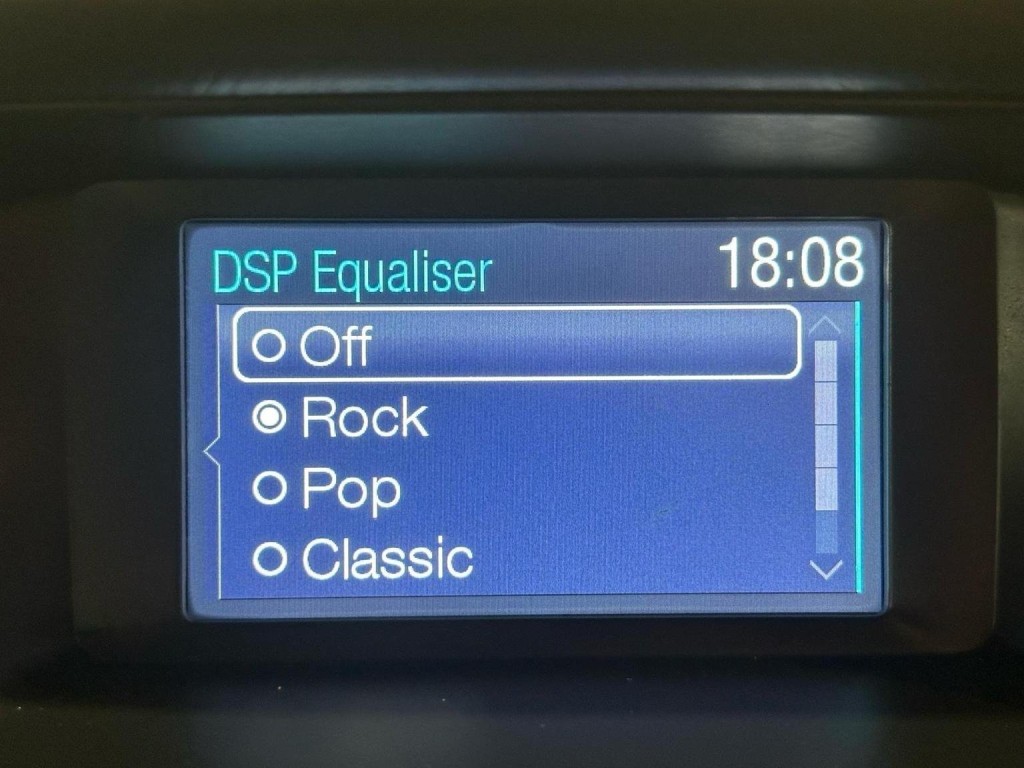 DSP Equaliser 18:08
Off
Rock
Pop
Classic